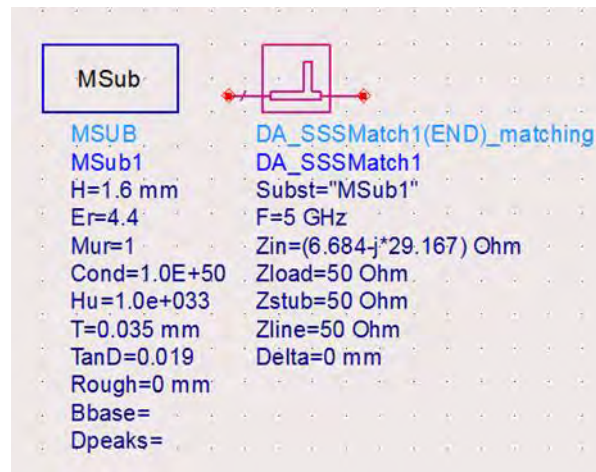 MSub
MSUB
MSub1
H=1.6 mm
Er=4.4
Mur=1
Cond=1.0E+50
Hu=1.0e+033
T=0.035 mm
TanD=0.019
Rough=0 mm
Bbase=
Dpeaks=
DA_SSSMatch1(END)_matching
DA_SSSMatch1
Subst="MSub1"
F=5 GHz
Zin=(6.684-j*29.167) Ohm
Zload=50 Ohm
Zstub=50 Ohm
Zline=50 Ohm
Delta=0 mm